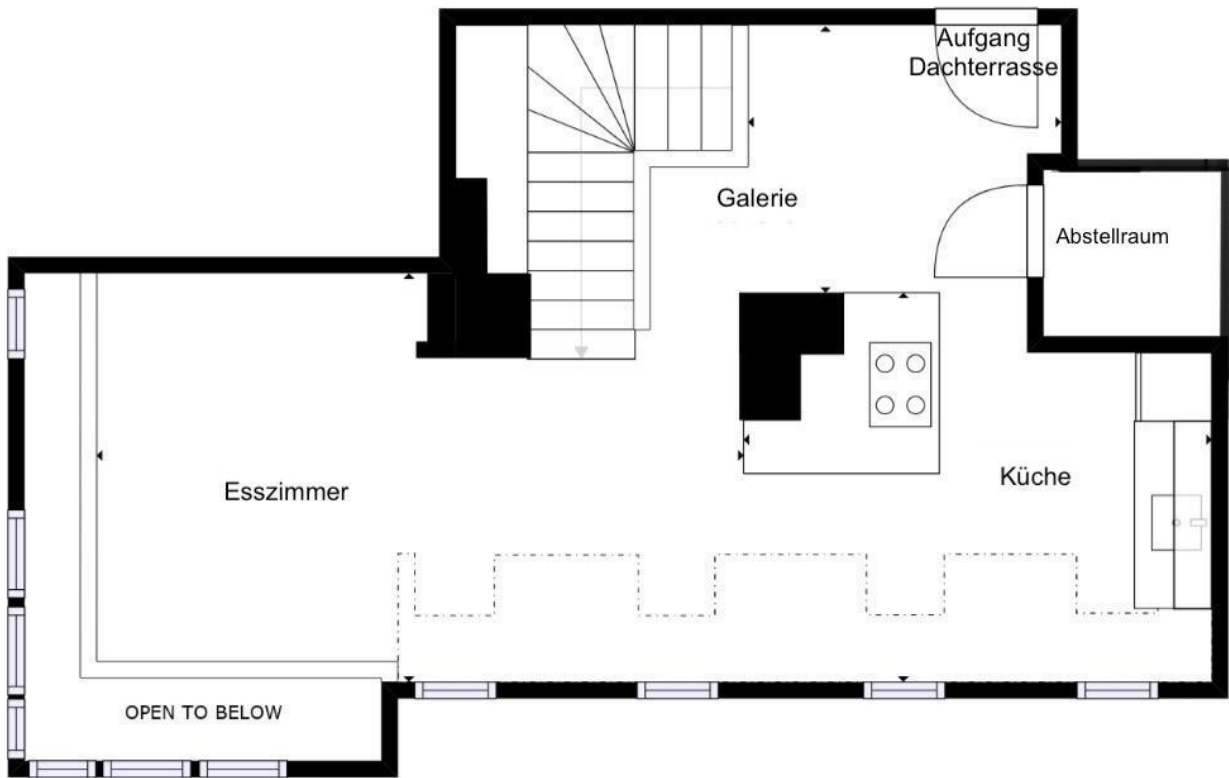 Aufgang
Dachterrasse
Galerie
Abstellraum
Küche
Esszimmer
OPEN TO BELOW